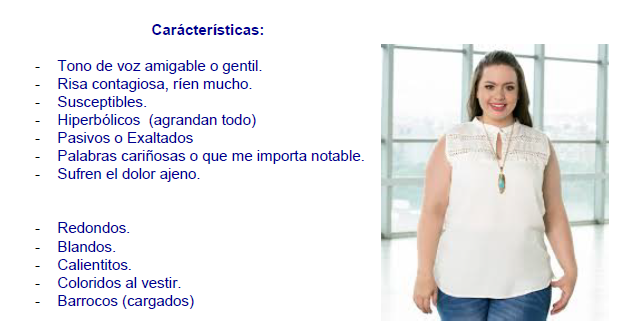 Carácterísticas:
- Tono de voz amigable o gentil.
- Risa contagiosa, ríen mucho.
- Susceptibles.
- Hiperbólicos (agrandan todo)
- Pasivos o Exaltados
- Palabras cariñosas o que me importa notable.
- Sufren el dolor ajeno.
- Redondos.
- Blandos.
- Calientitos.
- Coloridos al vestir.
- Barrocos (cargados)